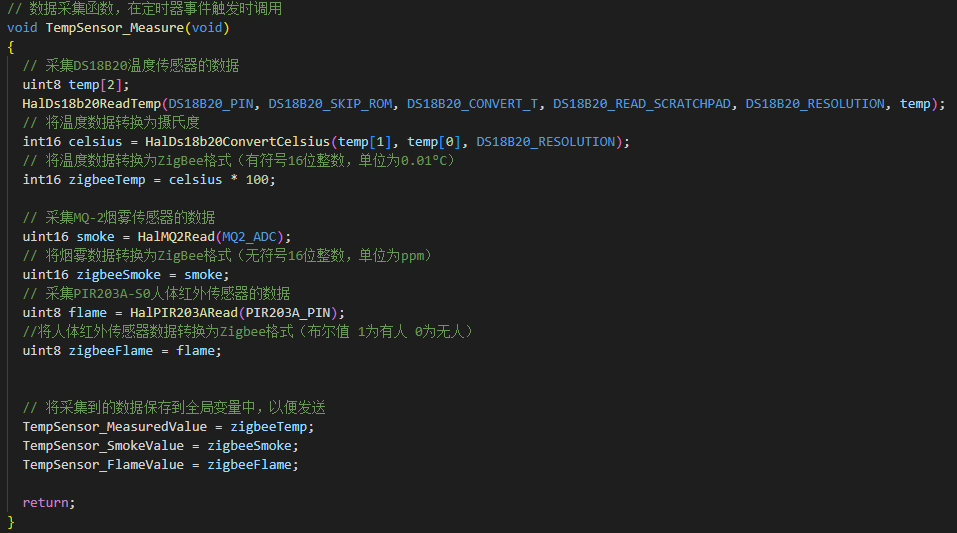 // 数据采集函数，在定时器事件触发时调用
void TempSensor_Measure(void)
{
// 采集DS18B20温度传感器的数据
uint8 temp[2];
HalDs18b20ReadTemp(DS18B20_PIN, DS18B20_SKIP_ROM, DS18B20_CONVERT_T, DS18B20_READ_SCRATCHPAD, DS18B20_RESOLUTION, temp);
// 将温度数据转换为摄氏度
int16 celsius = HalDs18b20ConvertCelsius(temp[1], temp[0], DS18B20_RESOLUTION);
// 将温度数据转换为ZigBee格式（有符号16位整数，单位为0.01°C）
int16 zigbeeTemp = celsius * 100;
// 采集MQ-2烟雾传感器的数据
uint16 smoke = HalMQ2Read(MQ2_ADC);
// 将烟雾数据转换为ZigBee格式（无符号16位整数，单位为ppm）
uint16 zigbeeSmoke = smoke;
// 采集PIR203A-S0人体红外传感器的数据
uint8 flame = HalPIR203ARead(PIR203A_PIN);
//将人体红外传感器数据转换为Zigbee格式（布尔值 1为有人 0为无人）
uint8 zigbeeFlame = flame;
// 将采集到的数据保存到全局变量中，以便发送
TempSensor_MeasuredValue = zigbeeTemp;
TempSensor_SmokeValue = zigbeeSmoke;
TempSensor_FlameValue = zigbeeFlame;
return;
}